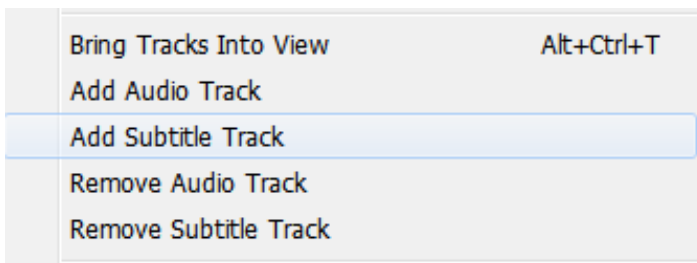 Bring Tracks Into View Alt+Ctrl+T
Add Audio Track
Add Subtitle Track
Remove Audio Track
Remove Subtitle Track